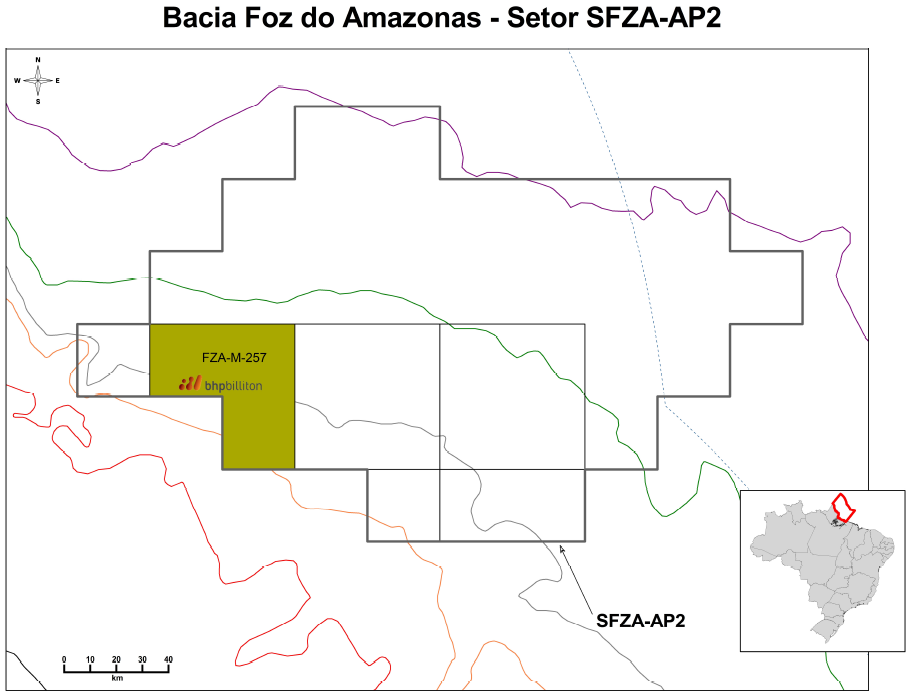 Bacia Foz do Amazonas - Setor SFZA-AP2
N
W E
S
FZA-M-257
bhpbilliton
SFZA-AP2
0 10 20 30 40
km